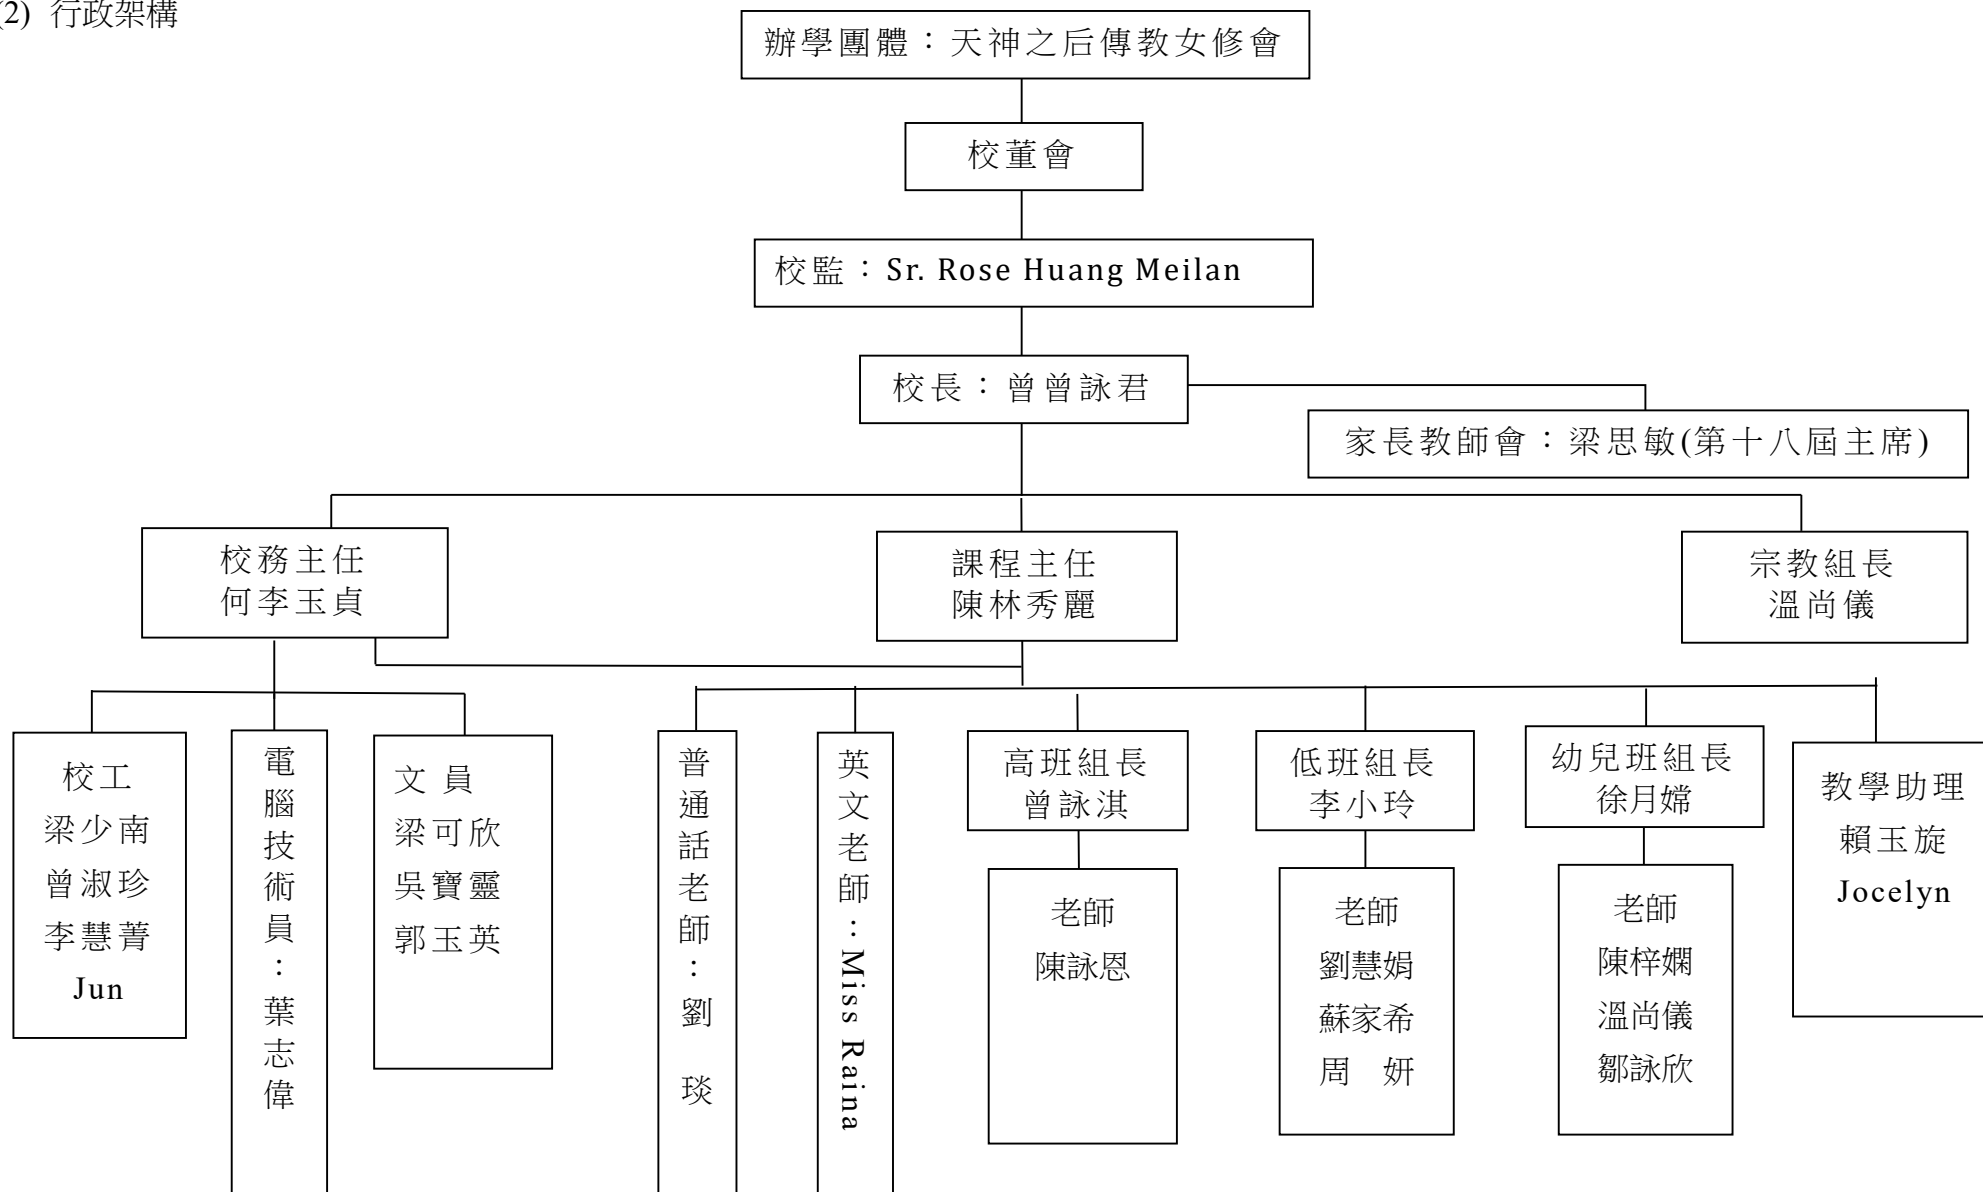 (2) 行政架構
辦學團體：天神之后傳教女修會
校董會
校監：Sr. Rose Huang Meilan
校長：曾曾詠君
家長教師會：梁思敏(第十八屆主席)
校務主任
何李玉貞
課程主任
陳林秀麗
宗教組長
溫尚儀
校工
梁少南
曾淑珍
李慧菁
Jun
電腦技術員：葉志偉
文員
梁可欣
吳寶靈
郭玉英
普通話老師：劉　琰
英文老師：Miss Raina
高班組長
曾詠淇
老師
陳詠恩
低班組長
李小玲
老師
劉慧娟
蘇家希
周　妍
幼兒班組長
徐月嫦
老師
陳梓嫻
溫尚儀
鄒詠欣
教學助理
賴玉旋
Jocelyn